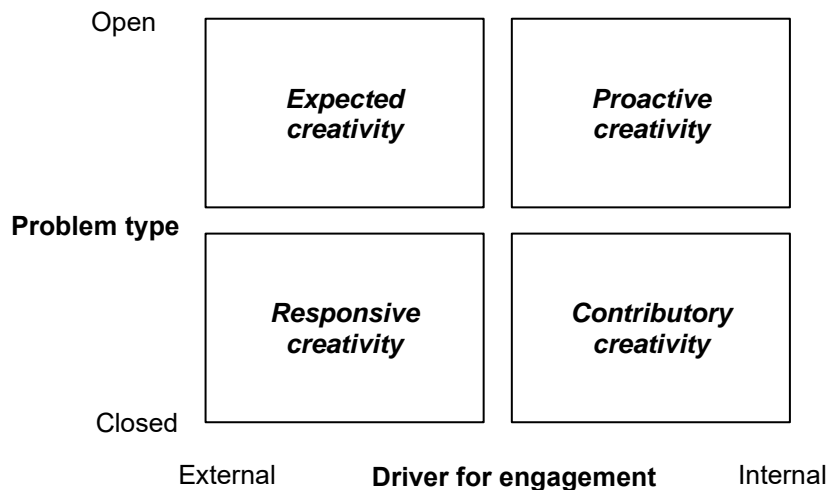 Open
Expected
creativity
Proactive
creativity
Problem type
Responsive
creativity
Contributory
creativity
Closed
External
Driver for engagement
Internal